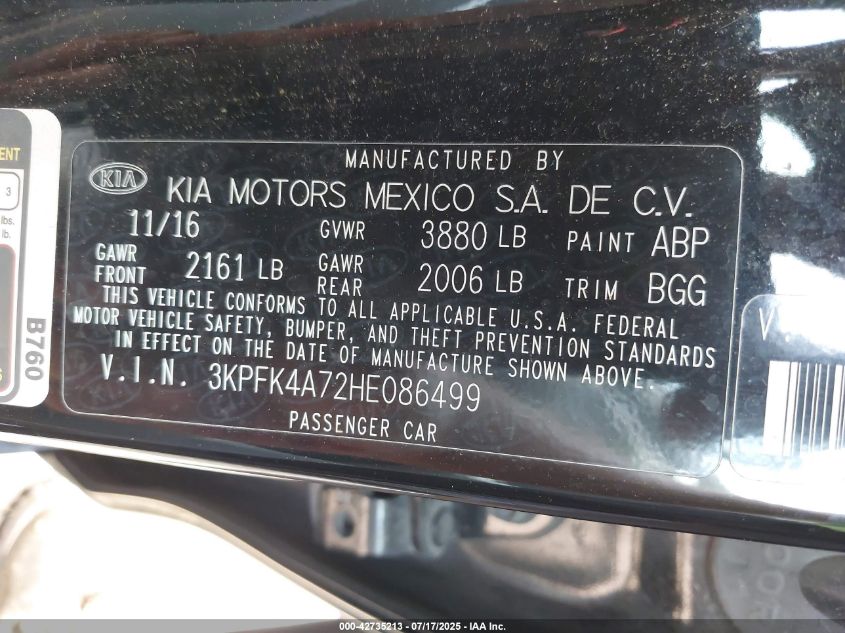 MANUFACTURED BY
KIA KIA MOTORS MEXICO S.A. DE C.V.
11/16 GVWR 3880 LB PAINT ABP
GAWR FRONT 2161 LB GAWR REAR 2006 LB TRIM BGG
THIS VEHICLE CONFORMS TO ALL APPLICABLE U.S.A. FEDERAL
MOTOR VEHICLE SAFETY, BUMPER, AND THEFT PREVENTION STANDARDS
IN EFFECT ON THE DATE OF MANUFACTURE SHOWN ABOVE.
V.I.N. 3KPFK4A72HE086499
PASSENGER CAR
3
lbs.
lb.
B760
V.
000-42735213 - 07/17/2025 - IAA Inc.